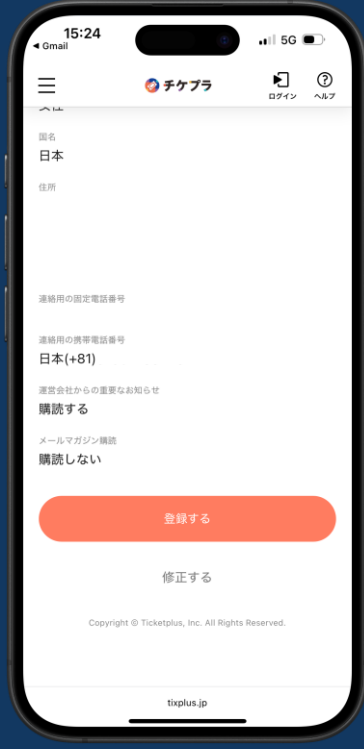 15:24
◀ Gmail
5G
チケプラ
ログイン
ヘルプ
国名
日本
住所
連絡用の固定電話番号
連絡用の携帯電話番号
日本(+81)
運営会社からの重要なお知らせ
購読する
メールマガジン購読
購読しない
登録する
修正する
Copyright © Ticketplus, Inc. All Rights Reserved.
tixplus.jp